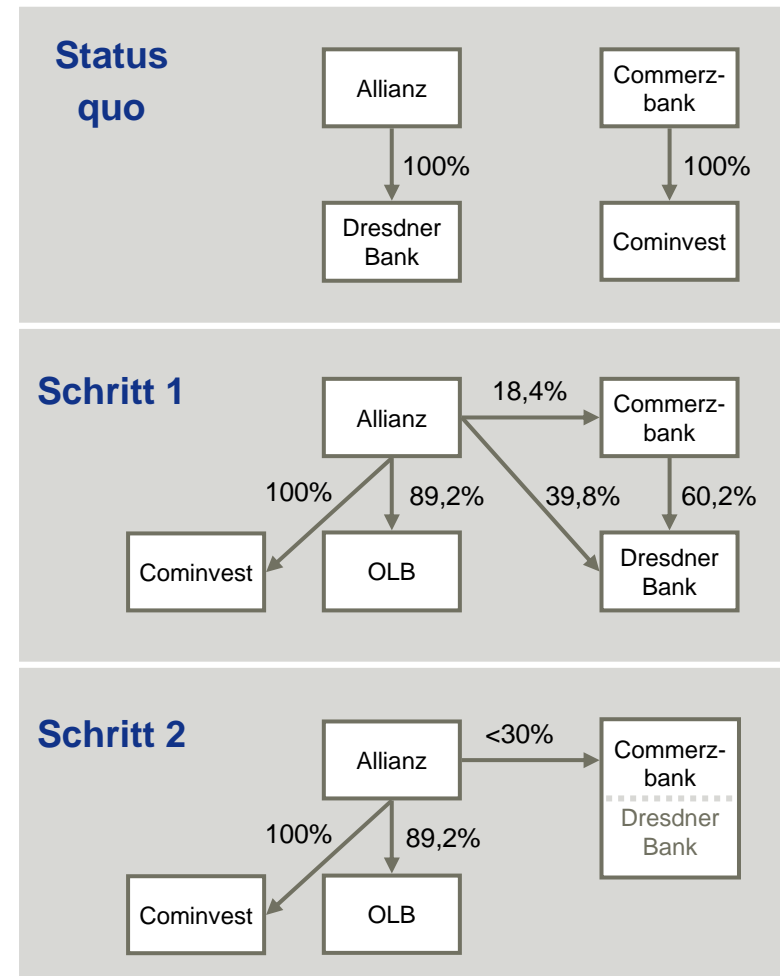 Status
quo
Allianz
Commerz-
bank
100%
100%
Dresdner
Bank
Cominvest
Schritt 1
Allianz
18,4%
Commerz-
bank
100%
89,2%
39,8%
60,2%
Cominvest
OLB
Dresdner
Bank
Schritt 2
Allianz
<30%
Commerz-
bank
Dresdner
Bank
100%
89,2%
Cominvest
OLB